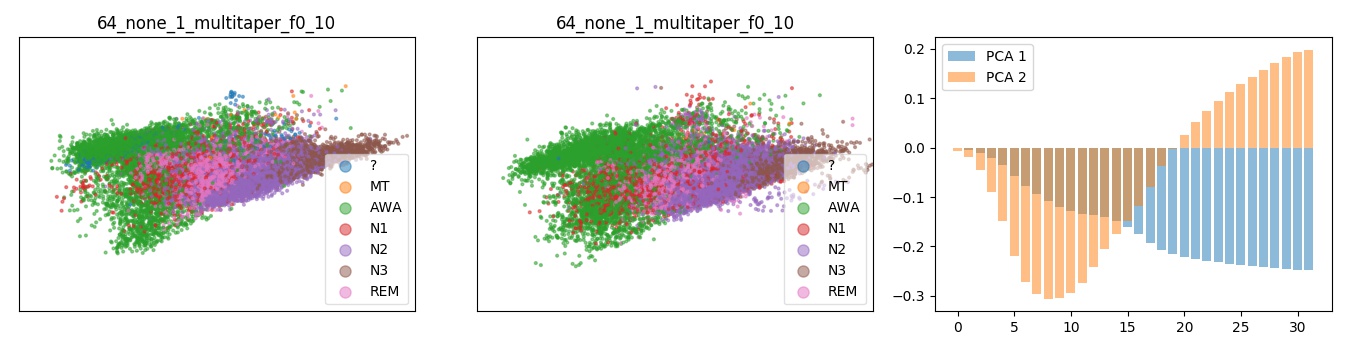 64_none_1_multitaper_f0_10
?
MT
AWA
N1
N2
N3
REM
64_none_1_multitaper_f0_10
?
MT
AWA
N1
N2
N3
REM
PCA 1
PCA 2
0.2
0.1
0.0
−0.1
−0.2
−0.3
0 5 10 15 20 25 30